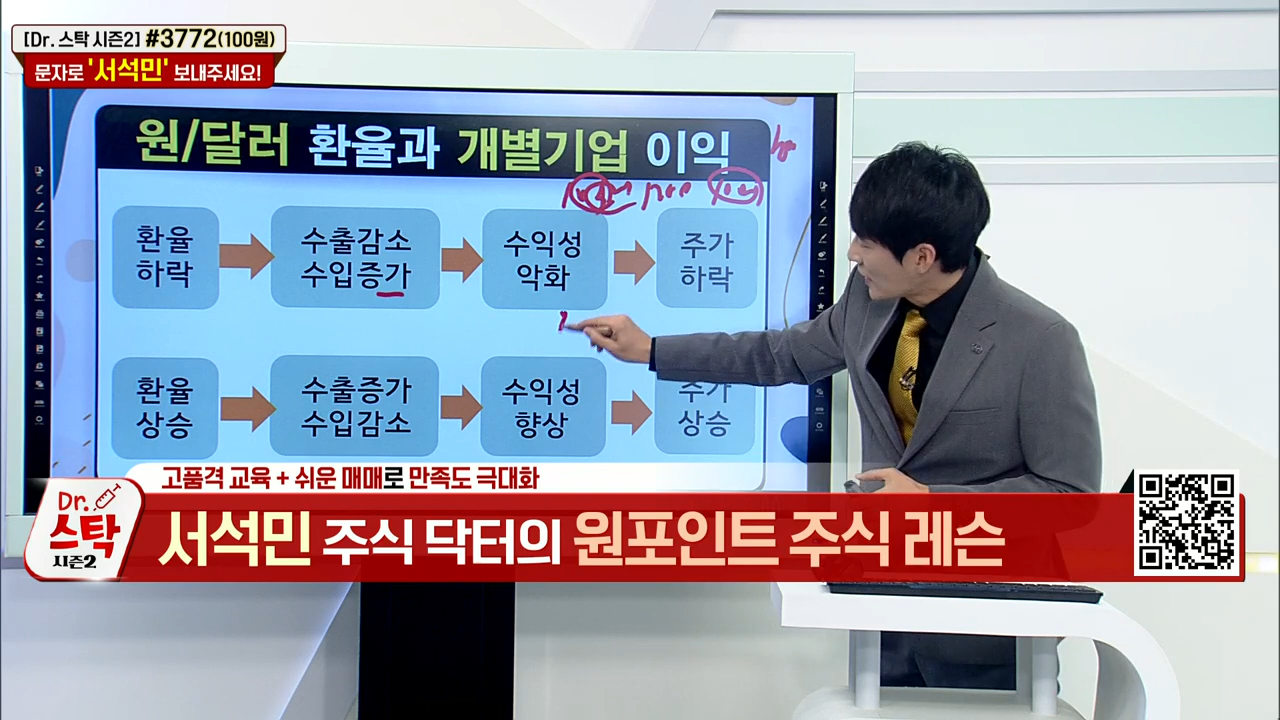 [Dr. 스탁 시즌2] #3772(100원)
문자로 '서석민' 보내주세요!
원/달러 환율과 개별기업 이익
환율
하락
수출감소
수입증가
수익성
악화
주가
하락
환율
상승
수출증가
수입감소
수익성
향상
주가
상승
고품격 교육 + 쉬운 매매로 만족도 극대화
Dr.
스탁
시즌2
서석민 주식 닥터의 원포인트 주식 레슨